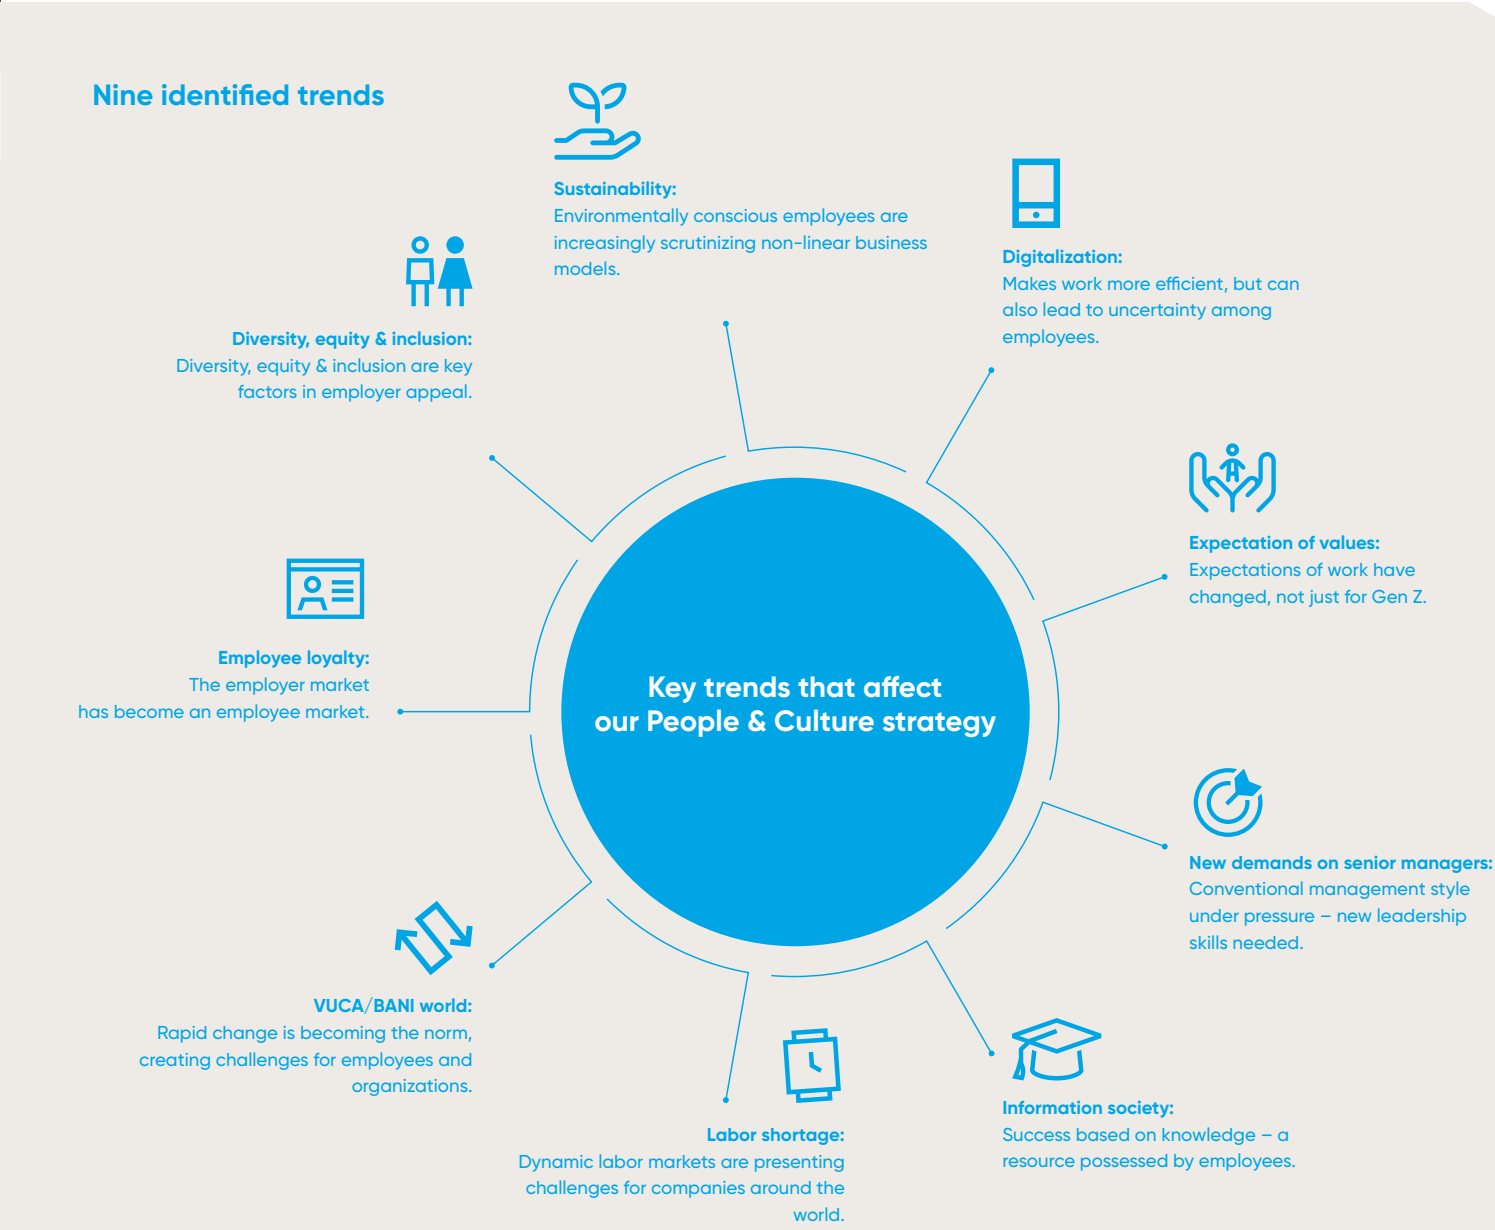 Nine identified trends
Sustainability:
Environmentally conscious employees are
increasingly scrutinizing non-linear business
models.
Digitalization:
Makes work more efficient, but can
also lead to uncertainty among
employees.
Diversity, equity & inclusion:
Diversity, equity & inclusion are key
factors in employer appeal.
Expectation of values:
Expectations of work have
changed, not just for Gen Z.
Employee loyalty:
The employer market
has become an employee market.
Key trends that affect
our People & Culture strategy
New demands on senior managers:
Conventional management style
under pressure – new leadership
skills needed.
VUCA/BANI world:
Rapid change is becoming the norm,
creating challenges for employees and
organizations.
Information society:
Success based on knowledge – a
resource possessed by employees.
Labor shortage:
Dynamic labor markets are presenting
challenges for companies around the
world.